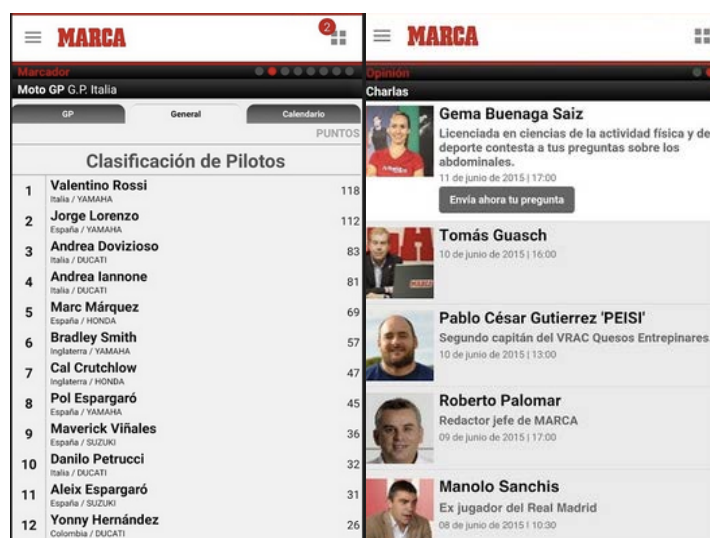 MARCA
2
Marcador
Moto GP G.P. Italia
GP
General
Calendario
PUNTOS
Clasificación de Pilotos
1
Valentino Rossi
118
Italia / YAMAHA
2
Jorge Lorenzo
112
España / YAMAHA
3
Andrea Dovizioso
83
Italia / DUCATI
4
Andrea Iannone
81
Italia / DUCATI
5
Marc Márquez
69
España / HONDA
6
Bradley Smith
57
Inglaterra / YAMAHA
7
Cal Crutchlow
47
Inglaterra / HONDA
8
Pol Espargaró
45
España / YAMAHA
9
Maverick Viñales
36
España / SUZUKI
10
Danilo Petrucci
32
Italia / DUCATI
11
Aleix Espargaró
31
España / SUZUKI
12
Yonny Hernández
26
Colombia / DUCATI
MARCA
Opinión
Charlas
Gema Buenaga Saiz
Licenciada en ciencias de la actividad física y de
deporte contesta a tus preguntas sobre los
abdominales.
11 de junio de 2015 | 17:00
Envía ahora tu pregunta
Tomás Guasch
10 de junio de 2015 | 16:00
Pablo César Gutierrez 'PEISI'
Segundo capitán del VRAC Quesos Entrepinares
10 de junio de 2015 | 13:00
Roberto Palomar
Redactor jefe de MARCA
09 de junio de 2015 | 17:00
Manolo Sanchis
Ex jugador del Real Madrid
08 de junio de 2015 | 10:30